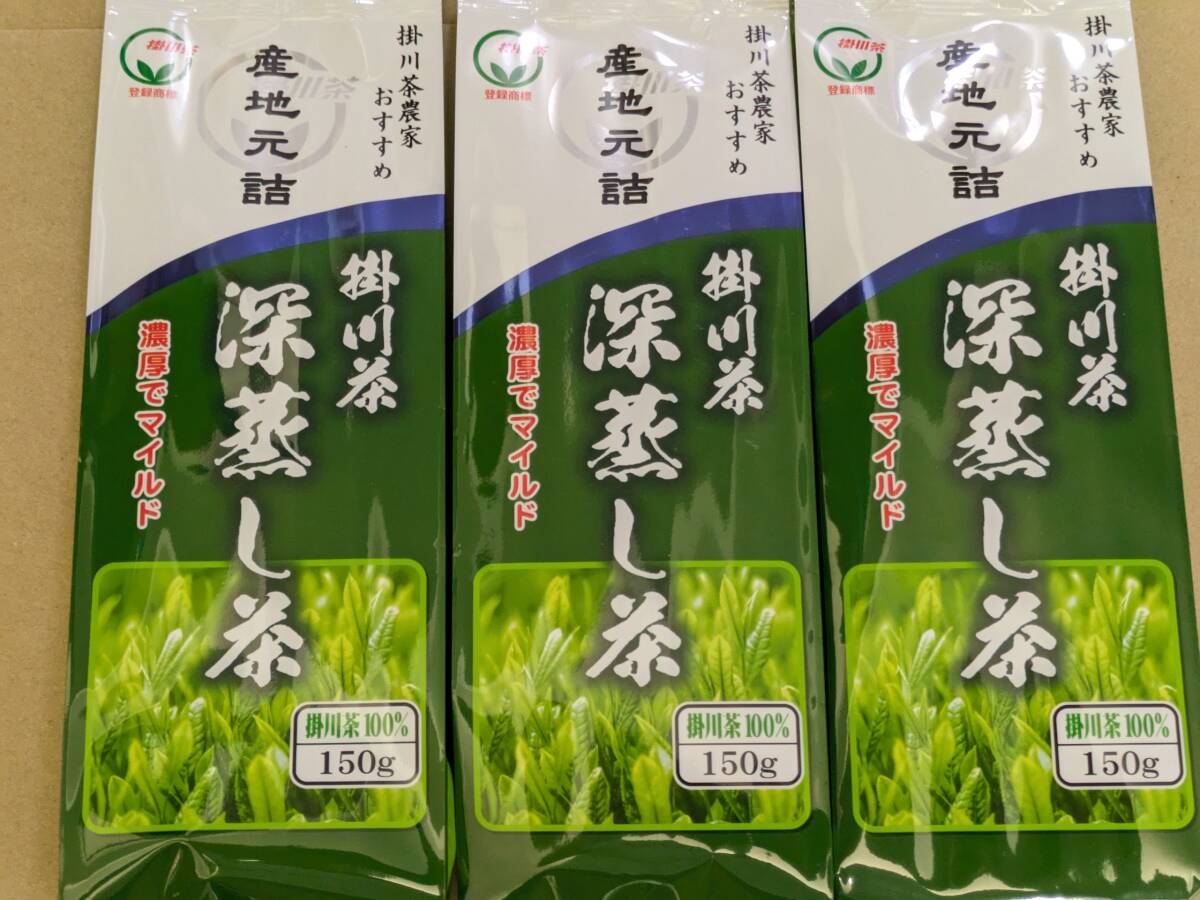 掛川茶
登録商標
掛川茶農家
おすすめ
産地元詰
掛川茶
深蒸し茶
濃厚でマイルド
掛川茶100%
150g
掛川茶
登録商標
掛川茶農家
おすすめ
産地元詰
掛川茶
深蒸し茶
濃厚でマイルド
掛川茶100%
150g
掛川茶
登録商標
掛川茶農家
おすすめ
産地元詰
掛川茶
深蒸し茶
濃厚でマイルド
掛川茶100%
150g